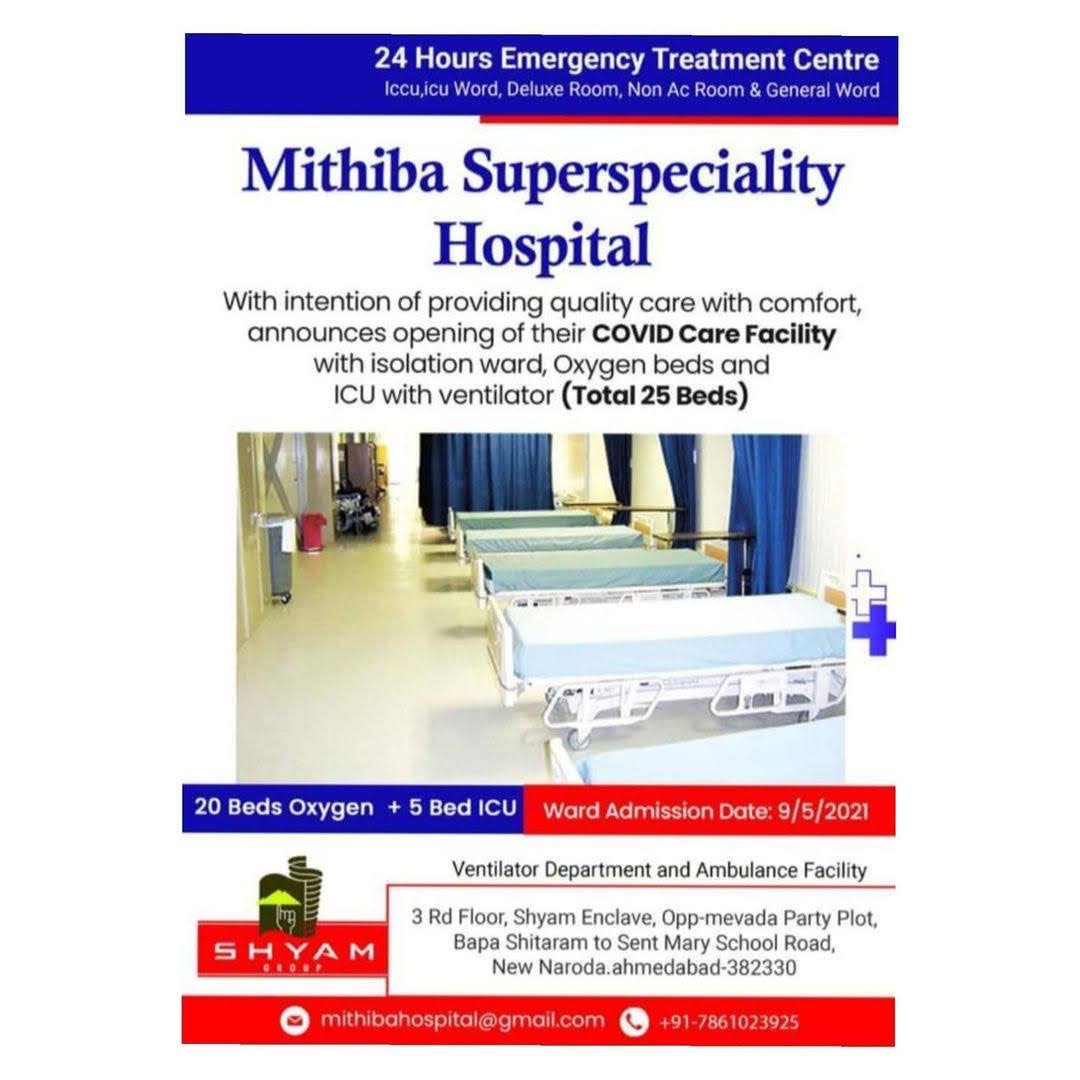 24 Hours Emergency Treatment Centre
Iccu,icu Word, Deluxe Room, Non Ac Room & General Word
Mithiba Superspeciality
Hospital
With intention of providing quality care with comfort,
announces opening of their COVID Care Facility
with isolation ward, Oxygen beds and
ICU with ventilator (Total 25 Beds)
20 Beds Oxygen + 5 Bed ICU
Ward Admission Date: 9/5/2021
Ventilator Department and Ambulance Facility
3 Rd Floor, Shyam Enclave, Opp-mevada Party Plot,
Bapa Shitaram to Sent Mary School Road,
New Naroda.ahmedabad-382330
SHYAM
GROUP
mithibahospital@gmail.com
+91-7861023925